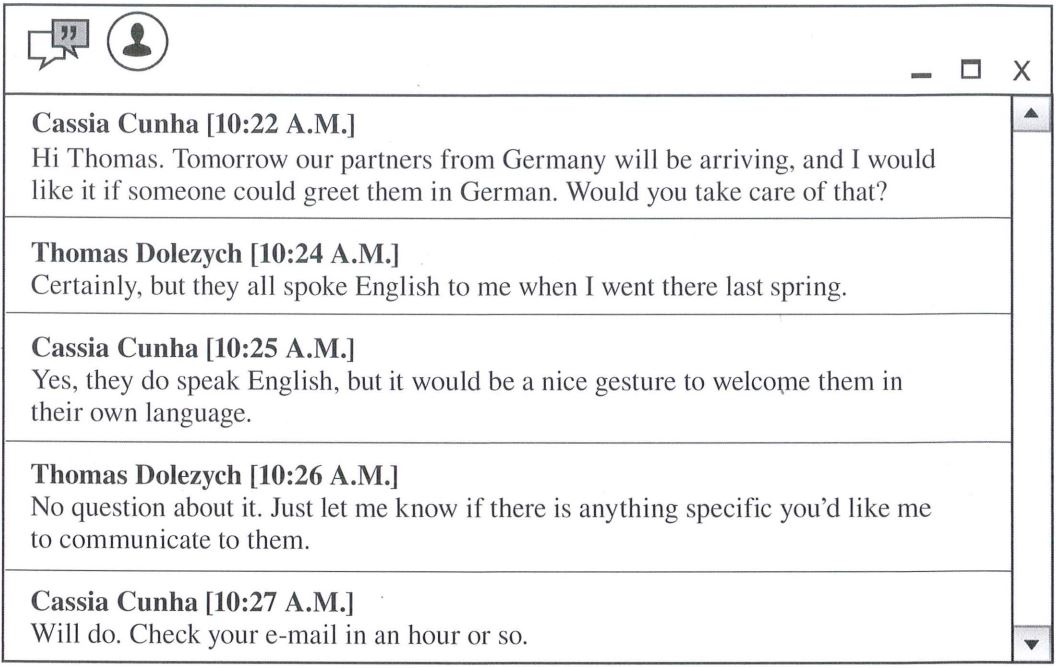 Cassia Cunha [10:22 A.M.]
Hi Thomas. Tomorrow our partners from Germany will be arriving, and I would
like it if someone could greet them in German. Would you take care of that?
Thomas Dolezych [10:24 A.M.]
Certainly, but they all spoke English to me when I went there last spring.
Cassia Cunha [10:25 A.M.]
Yes, they do speak English, but it would be a nice gesture to welcome them in
their own language.
Thomas Dolezych [10:26 A.M.]
No question about it. Just let me know if there is anything specific you’d like me
to communicate to them.
Cassia Cunha [10:27 A.M.]
Will do. Check your e-mail in an hour or so.